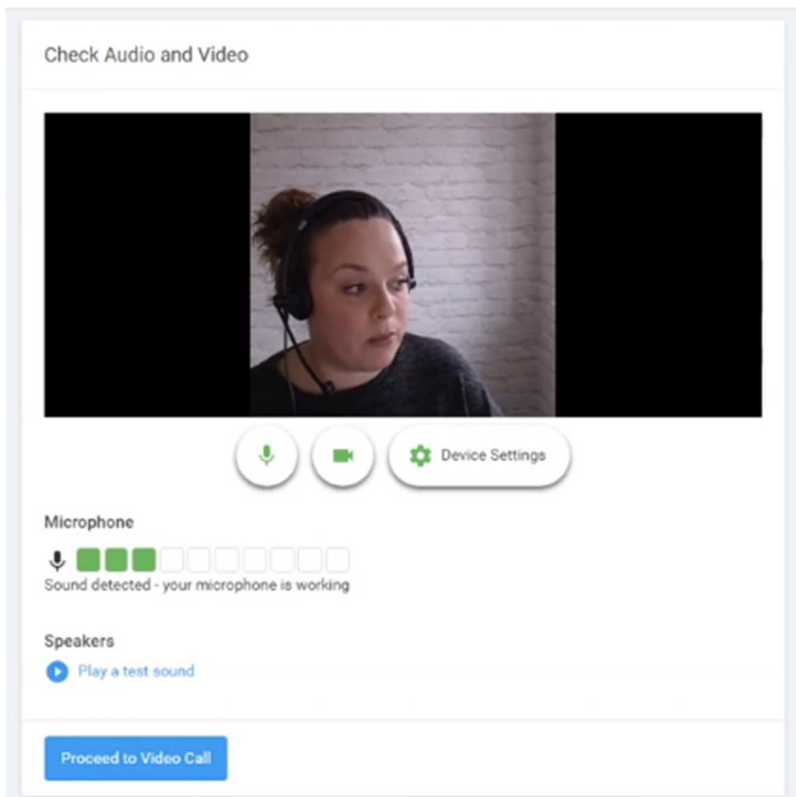 Check Audio and Video
Device Settings
Microphone
Sound detected - your microphone is working
Speakers
Play a test sound
Proceed to Video Call